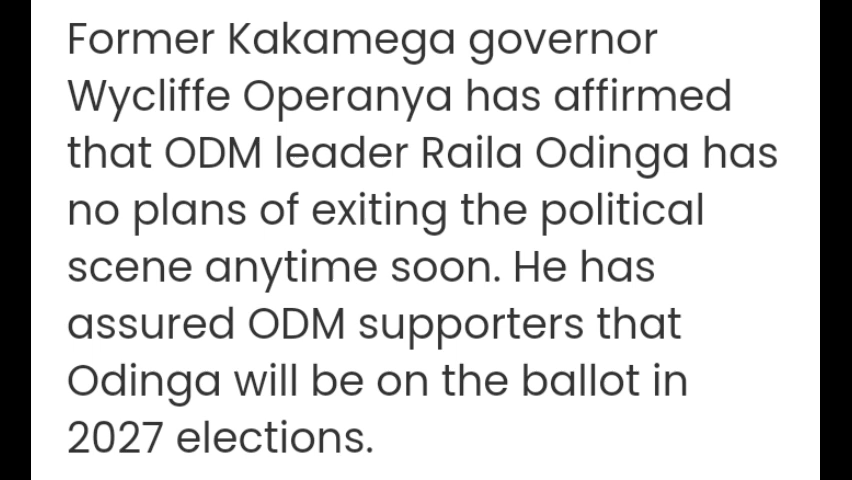 Former Kakamega governor
Wycliffe Operanya has affirmed
that ODM leader Raila Odinga has
no plans of exiting the political
scene anytime soon. He has
assured ODM supporters that
Odinga will be on the ballot in
2027 elections.